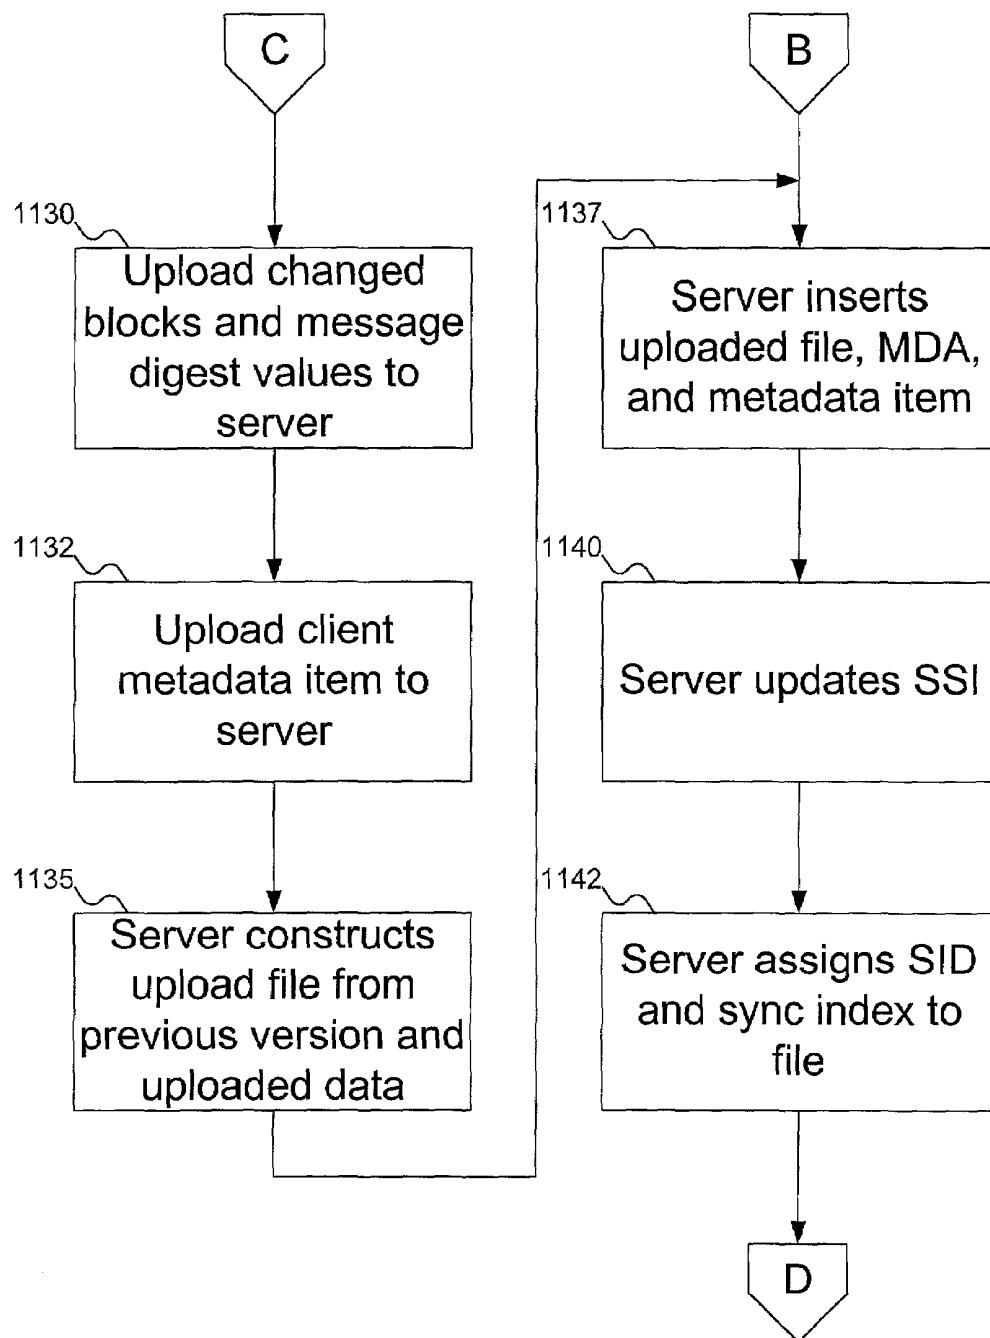 C
1130
Upload changed
blocks and message
digest values to
server
1132
Upload client
metadata item to
server
1135
Server constructs
upload file from
previous version and
uploaded data
B
1137
Server inserts
uploaded file, MDA,
and metadata item
1140
Server updates SSI
1142
Server assigns SID
and sync index to
file
D